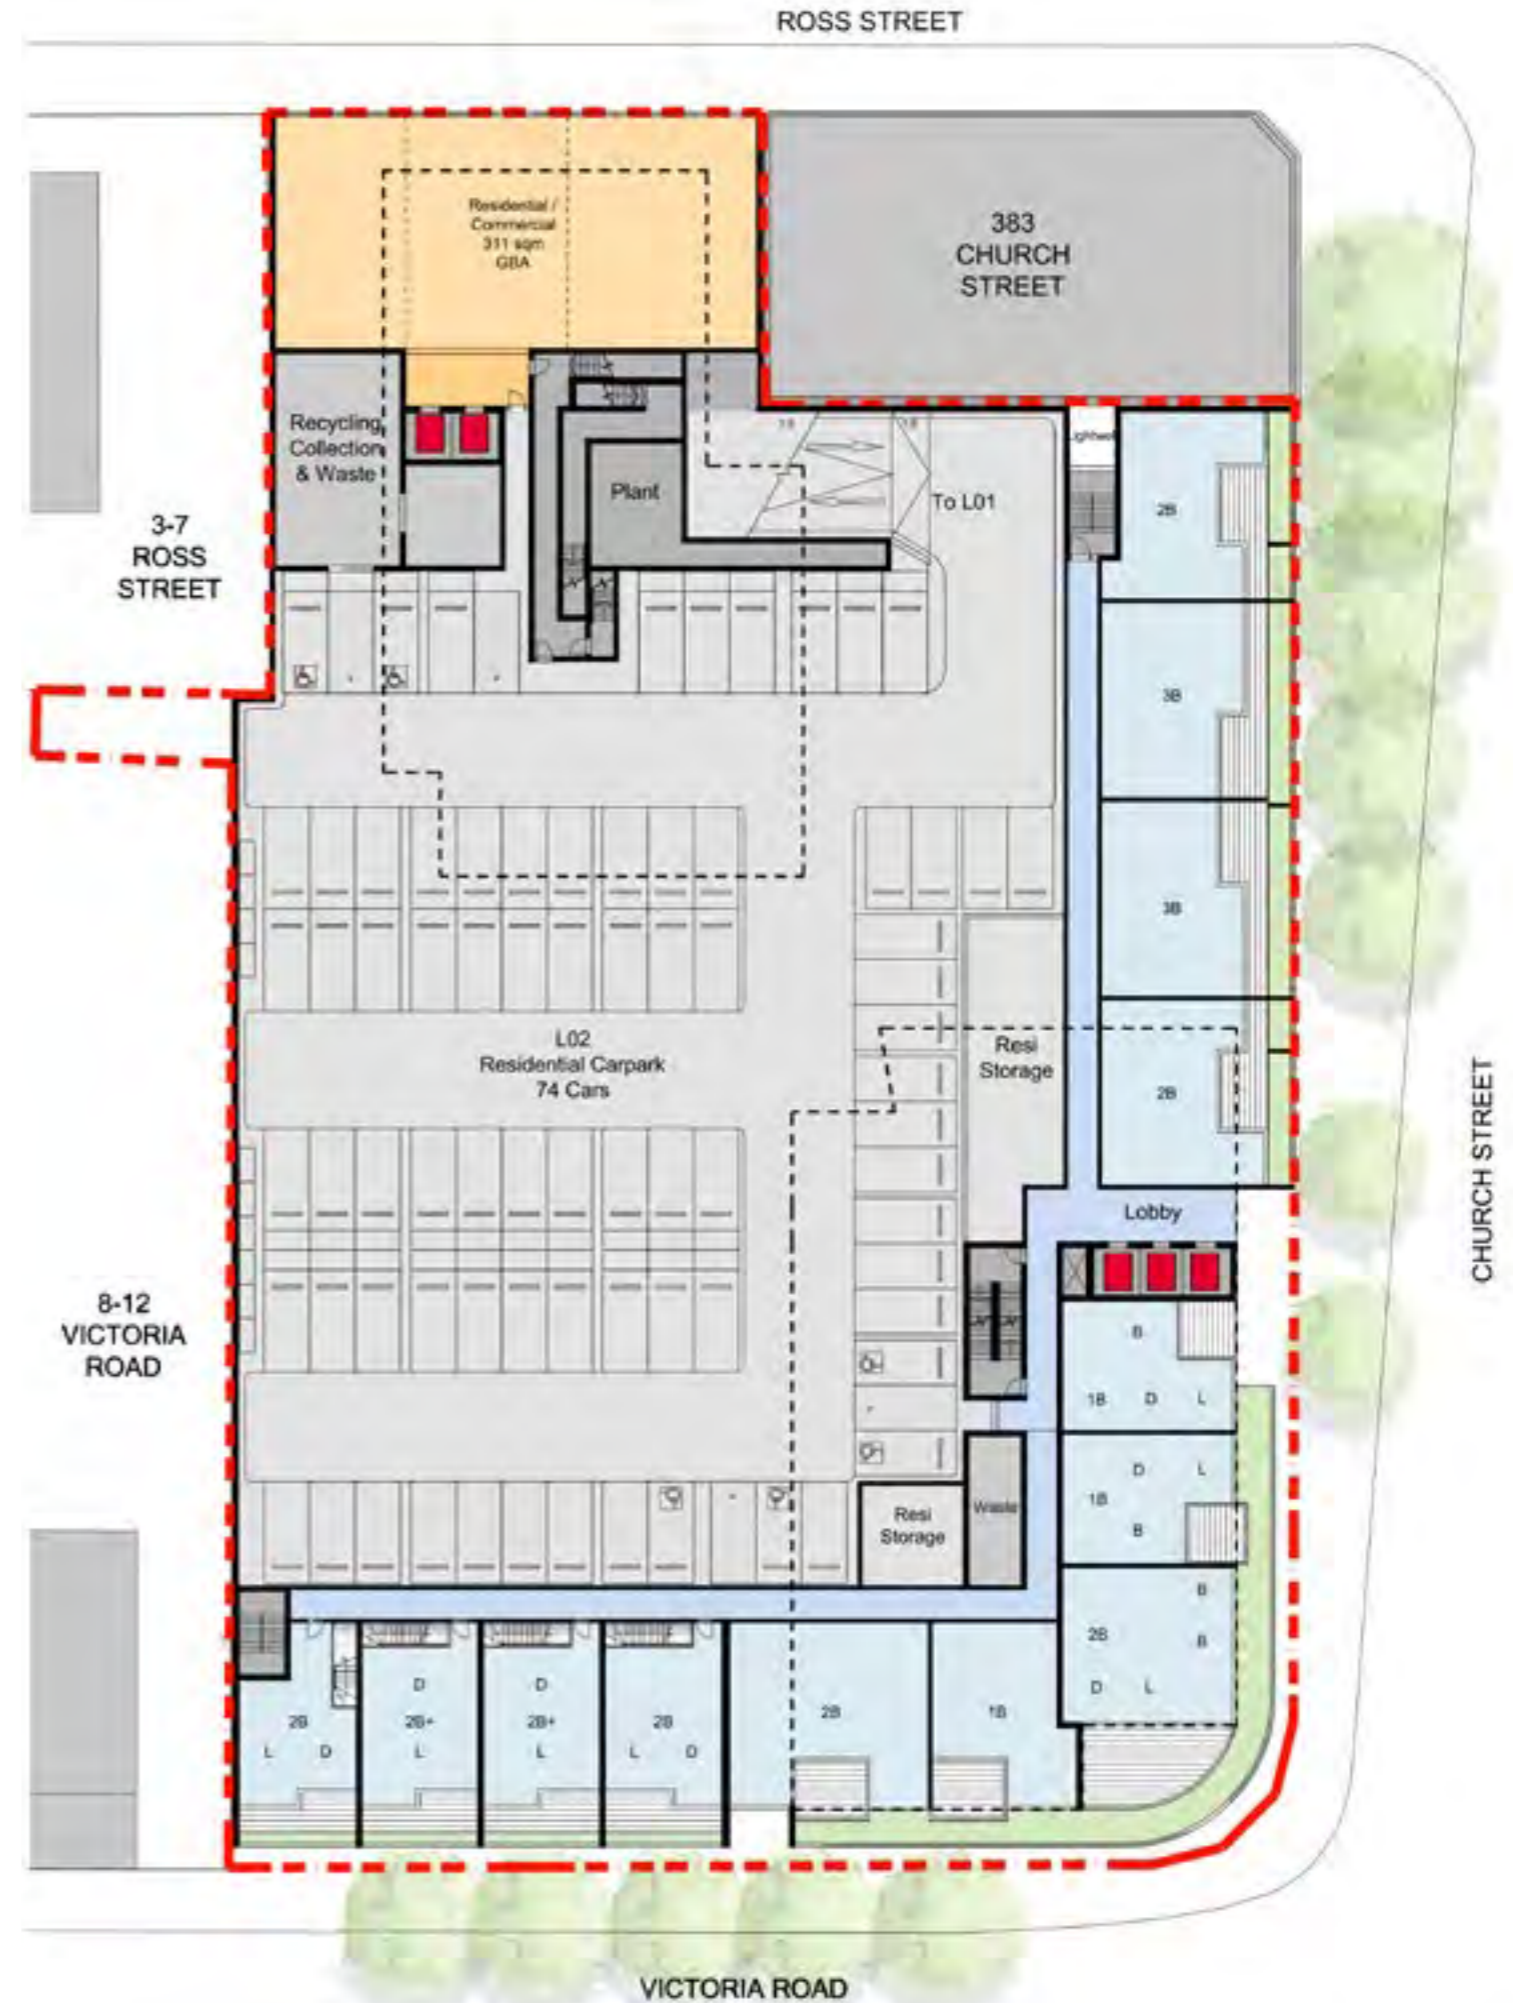 ROSS STREET
Residential /
Commercial
311 sqm
GBA
383
CHURCH
STREET
Recycling
Collection
& Waste
Plant
To L01
2B
3-7
ROSS
STREET
3B
3B
L02
Residential Carpark
74 Cars
Resi
Storage
2B
CHURCH STREET
Lobby
8-12
VICTORIA
ROAD
B
1B D L
D L
1B
B
Resi
Storage
Waste
B
2B B
D L
D D
2B 2B+ 2B+ 2B 2B 1B
L D L L L D
VICTORIA ROAD